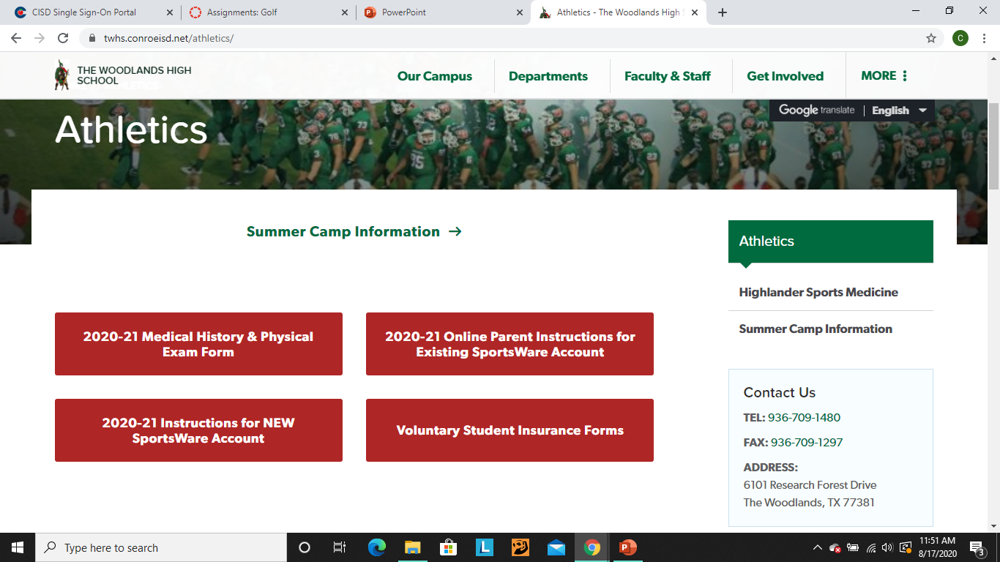 CISD Single Sign-On Portal
Assignments: Golf
PowerPoint
Athletics - The Woodlands High S
twhs.conroeisd.net/athletics/
C
THE WOODLANDS HIGH
SCHOOL
Our Campus
Departments
Faculty & Staff
Get Involved
MORE
Google translate | English
Athletics
Summer Camp Information →
2020-21 Medical History & Physical
Exam Form
2020-21 Online Parent Instructions for
Existing SportsWare Account
2020-21 Instructions for NEW
SportsWare Account
Voluntary Student Insurance Forms
Athletics
Highlander Sports Medicine
Summer Camp Information
Contact Us
TEL: 936-709-1480
FAX: 936-709-1297
ADDRESS:
6101 Research Forest Drive
The Woodlands, TX 77381
Type here to search
11:51 AM
8/17/2020
3